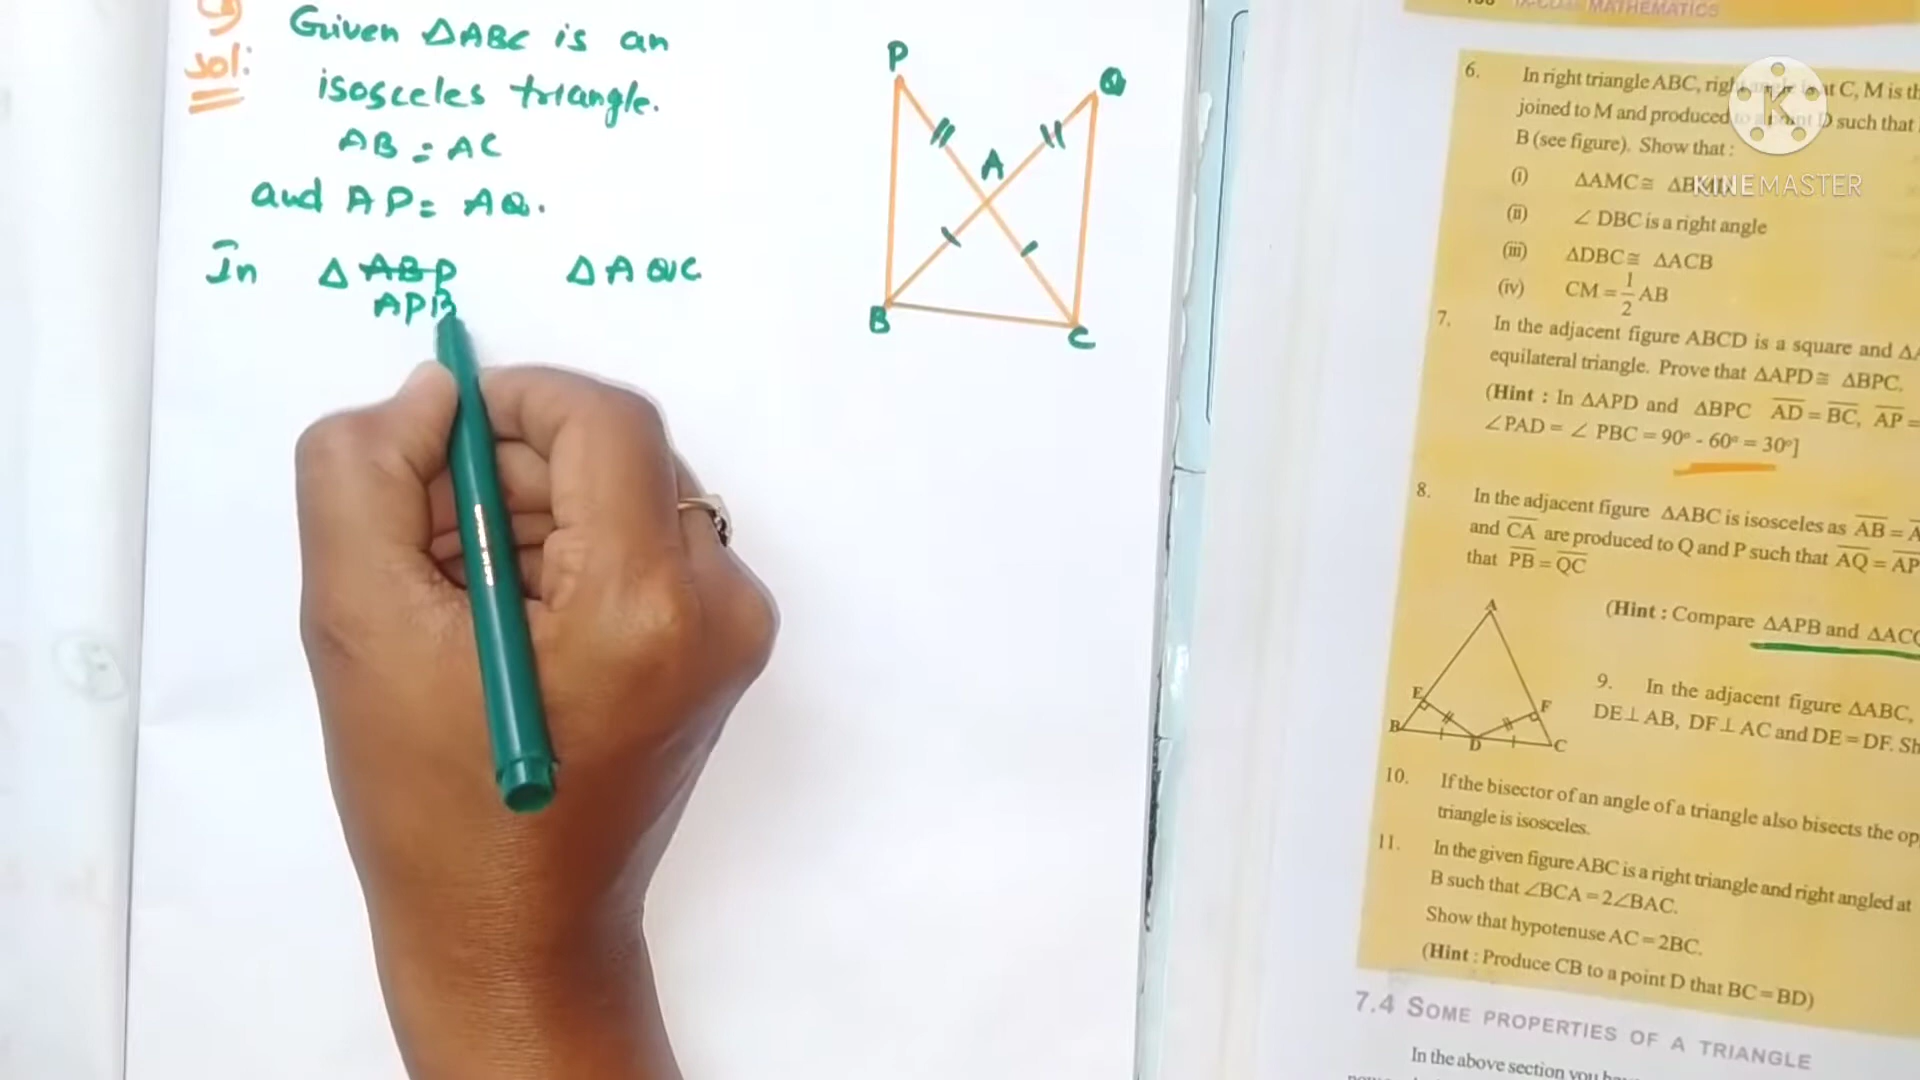 Sol:
Given △ABC is an
isosceles triangle.
AB = AC
and AP = AQ.
In △ ABP △AQC
APB
P
Q
A
B
C
IX-CLASS MATHEMATICS
KINEMASTER
6. In right triangle ABC, right angle is at C, M is
joined to M and produced to a point D such that
B (see figure). Show that :
(i) ΔAMC ≅ ΔBMD
(ii) ∠ DBC is a right angle
(iii) ΔDBC ≅ ΔACB
(iv) CM = 1/2 AB
7. In the adjacent figure ABCD is a square and
equilateral triangle. Prove that ΔAPD ≅ ΔBPC.
(Hint : In ΔAPD and ΔBPC AD = BC, AP =
∠PAD = ∠ PBC = 90° - 60° = 30°]
8. In the adjacent figure ΔABC is isosceles as AB =
and CA are produced to Q and P such that AQ = AP
that PB = QC
(Hint : Compare ΔAPB and
A
E
F
B
D
C
9. In the adjacent figure ΔABC,
DE⊥AB, DF⊥AC and DE = DF.
10. If the bisector of an angle of a triangle also bisects the
triangle is isosceles.
11. In the given figure ABC is a right triangle and right angled at
B such that ∠BCA = 2∠BAC.
Show that hypotenuse AC = 2BC.
(Hint : Produce CB to a point D that BC = BD)
7.4 SOME PROPERTIES OF A TRIANGLE
In the above section you